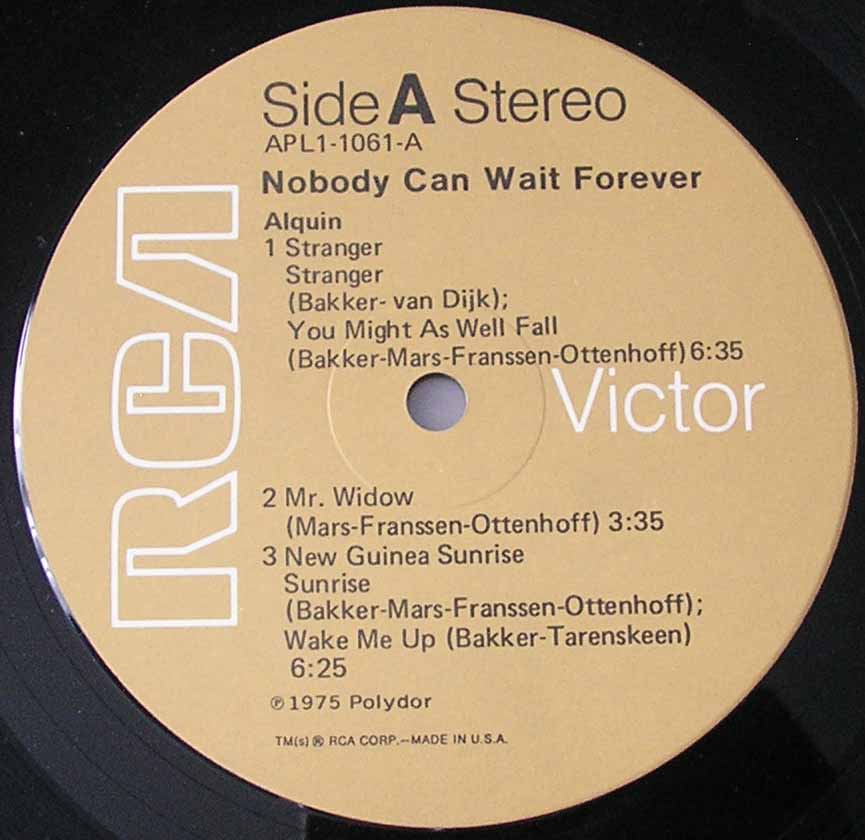 Side A Stereo
APL1-1061-A
Nobody Can Wait Forever
Alquin
1 Stranger
Stranger
(Bakker- van Dijk);
You Might As Well Fall
(Bakker-Mars-Franssen-Ottenhoff) 6:35
RCA
Victor
2 Mr. Widow
(Mars-Franssen-Ottenhoff) 3:35
3 New Guinea Sunrise
Sunrise
(Bakker-Mars-Franssen-Ottenhoff);
Wake Me Up (Bakker-Tarenskeen)
6:25
℗ 1975 Polydor
TM(s) ® RCA CORP.—MADE IN U.S.A.